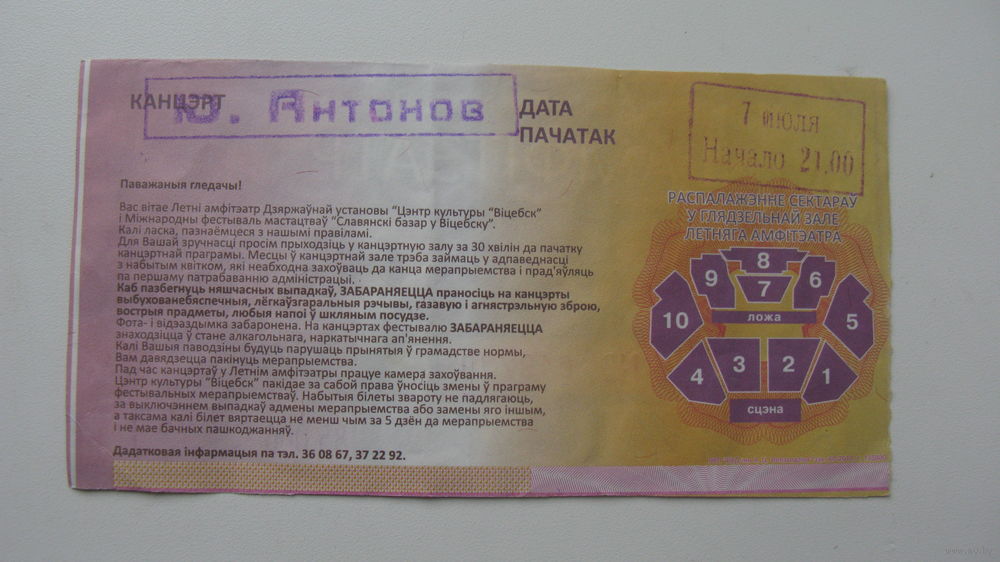 КАНЦЭРТ
Ю. Антонов
ДАТА
ПАЧАТАК
7 июля
Начало 21.00
Паважаныя гледачы!
Вас вітае Летні амфітэатр Дзяржаўнай установы "Цэнтр культуры "Віцебск"
і Міжнародны фестываль мастацтваў "Славянскі базар у Віцебску".
Калі ласка, пазнаёмцеся з нашымі правіламі.
Для Вашай зручнасці просім прыходзіць у канцэртную залу за 30 хвілін да пачатку
канцэртнай праграмы. Месцы ў канцэртнай зале трэба займаць у адпаведнасці
з набытым квітком, які неабходна захоўваць да канца мерапрыемства і прад'яўляць
па першаму патрабаванню адміністрацыі.
Каб пазбегнуць няшчасных выпадкаў, ЗАБАРАНЯЕЦЦА праносіць на канцэрты
выбуханебяспечныя, лёгкаўзгаральныя рэчывы, газавую і агнястрэльную зброю,
вострыя прадметы, любыя напоі ў шкляным посудзе.
Фота- і відэаздымка забаронена. На канцэртах фестывалю ЗАБАРАНЯЕЦЦА
знаходзіцца ў стане алкагольнага, наркатычнага ап'янення.
Калі Вашыя паводзіны будуць парушаць прынятыя ў грамадстве нормы,
Вам давядзецца пакінуць мерапрыемства.
Пад час канцэртаў у Летнім амфітэатры працуе камера захоўвання.
Цэнтр культуры "Віцебск" пакідае за сабой права ўносіць змены ў праграму
фестывальных мерапрыемстваў. Набытыя білеты звароту не падлягаюць,
за выключэннем выпадкаў адмены мерапрыемства або замены яго іншым,
а таксама калі білет вяртаецца не менш чым за 5 дзён да мерапрыемства
і не мае бачных пашкоджанняў.
Дадатковая інфармацыя па тэл. 36 08 67, 37 22 92.
РАСПАЛАЖЭННЕ СЕКТАРАЎ
У ГЛЯДЗЕЛЬНАЙ ЗАЛЕ
ЛЕТНЯГА АМФІТЭАТРА
8
9
7
6
10
ложа
5
4
3
2
1
сцэна